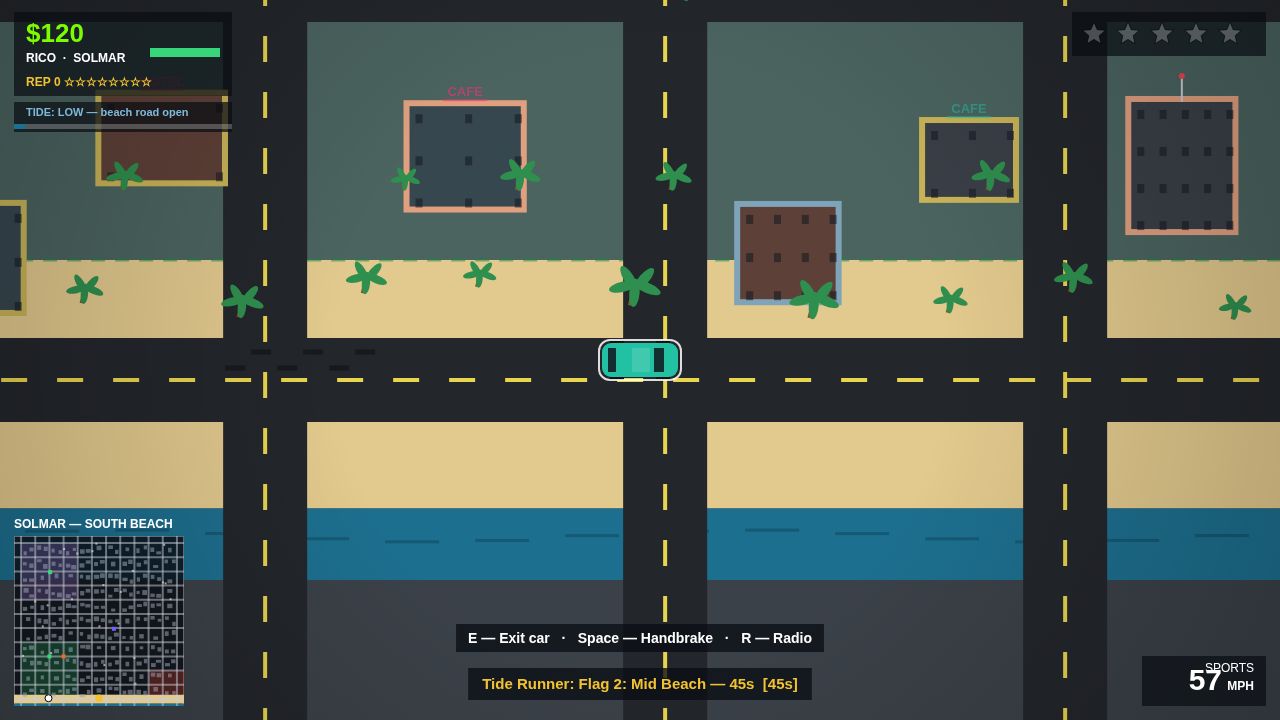 $120
RICO · SOLMAR
REP 0 ☆☆☆☆☆☆☆☆
TIDE: LOW — beach road open
CAFE
CAFE
SOLMAR — SOUTH BEACH
E — Exit car · Space — Handbrake · R — Radio
Tide Runner: Flag 2: Mid Beach — 45s [45s]
SPORTS
57 MPH